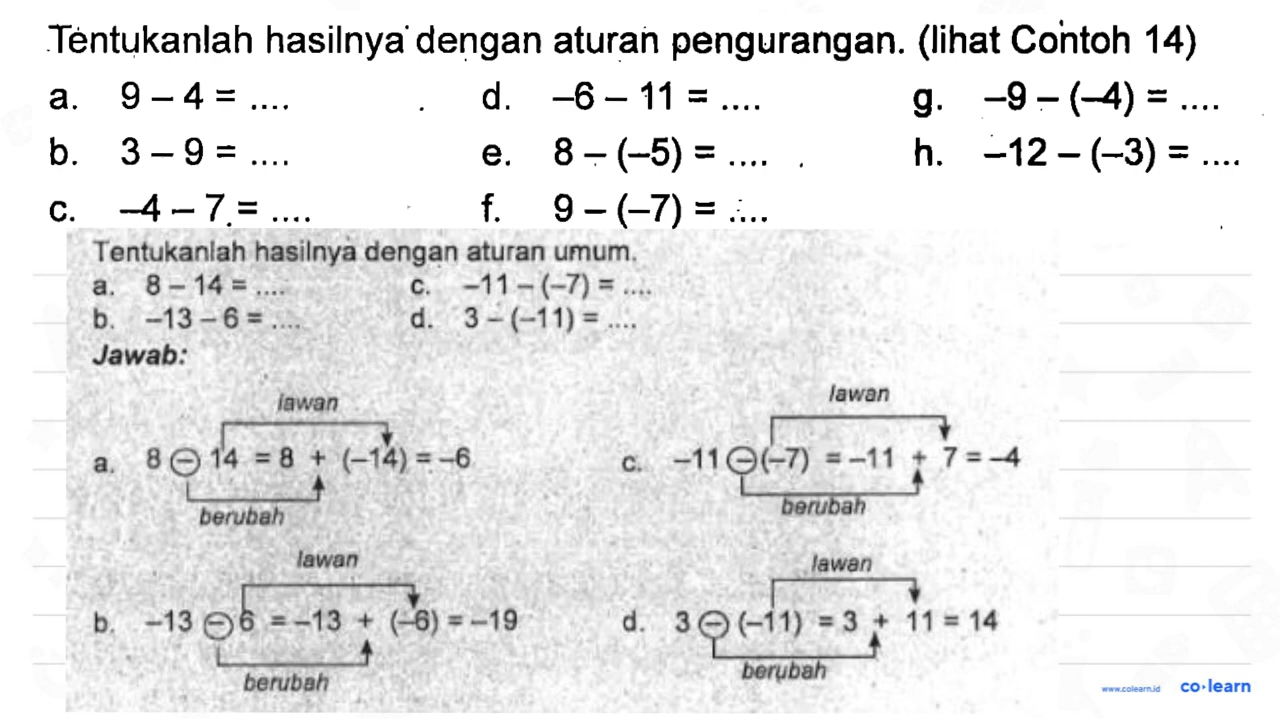 Tentukanlah hasilnya dengan aturan pengurangan. (lihat Contoh 14)
a. 9 – 4 = .... d. –6 – 11 = .... g. –9 – (–4) = ....
b. 3 – 9 = .... e. 8 – (–5) = .... h. –12 – (–3) = ....
c. –4 – 7 = .... f. 9 – (–7) = ....
Tentukanlah hasilnya dengan aturan umum.
a. 8 – 14 = .... c. –11 – (–7) = ....
b. –13 – 6 = .... d. 3 – (–11) = ....
Jawab:
lawan lawan
a. 8 – 14 = 8 + (–14) = –6 c. –11 – (–7) = –11 + 7 = –4
berubah berubah
lawan lawan
b. –13 – 6 = –13 + (–6) = –19 d. 3 – (–11) = 3 + 11 = 14
berubah berubah
www.colearn.id co·learn